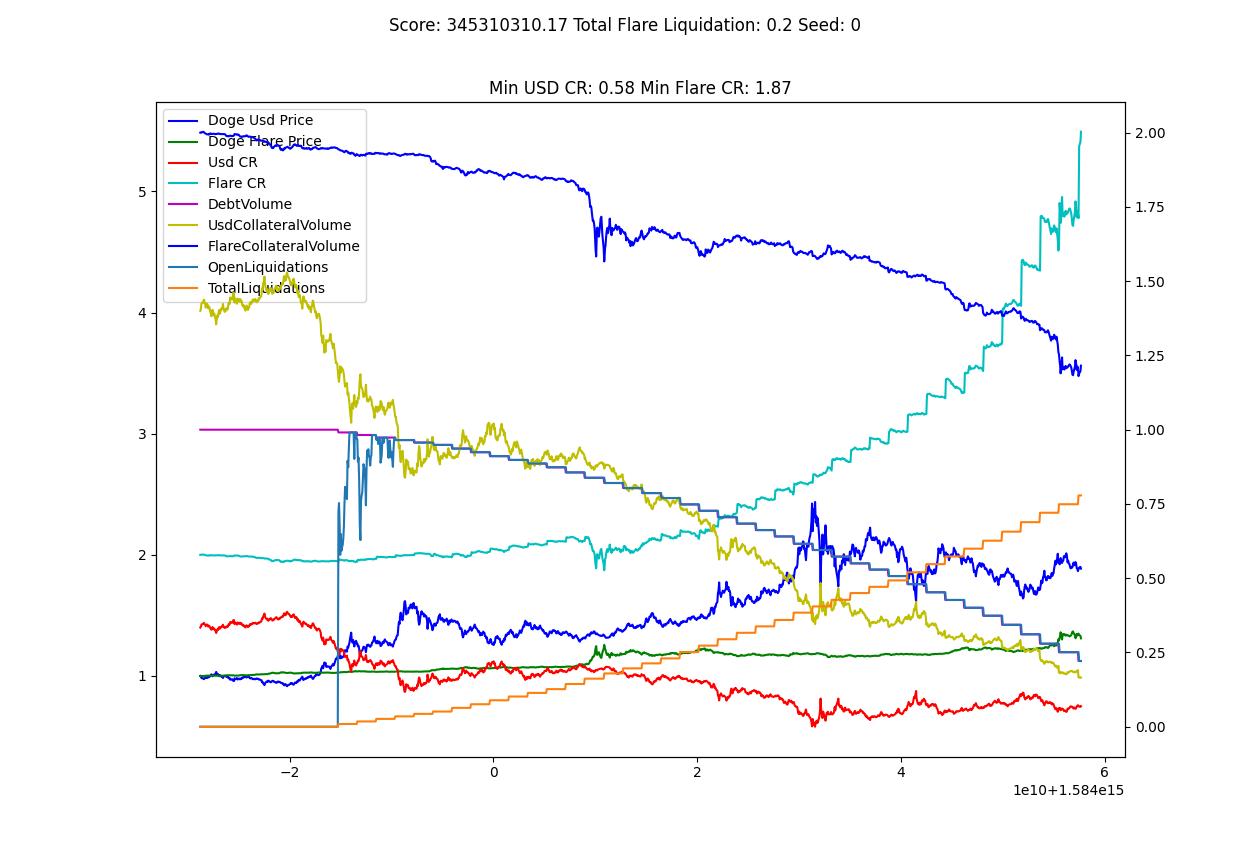 Score: 345310310.17 Total Flare Liquidation: 0.2 Seed: 0
Min USD CR: 0.58 Min Flare CR: 1.87
Doge Usd Price
Doge Flare Price
Usd CR
Flare CR
DebtVolume
UsdCollateralVolume
FlareCollateralVolume
OpenLiquidations
TotalLiquidations
5
4
3
2
1
2.00
1.75
1.50
1.25
1.00
0.75
0.50
0.25
0.00
−2
0
2
4
6
1e10+1.584e15